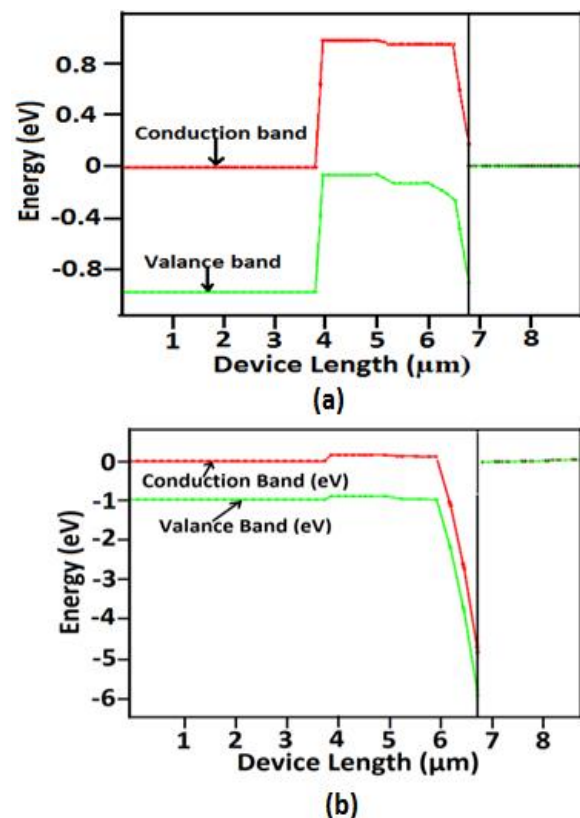 0.8
0.4
Conduction band
0
-0.4
Valance band
-0.8
Energy (eV)
1 2 3 4 5 6 7 8
Device Length (μm)
(a)
0
Conduction Band (eV)
-1
Valance Band (eV)
-2
-3
-4
-5
-6
Energy (eV)
1 2 3 4 5 6 7 8
Device Length (μm)
(b)